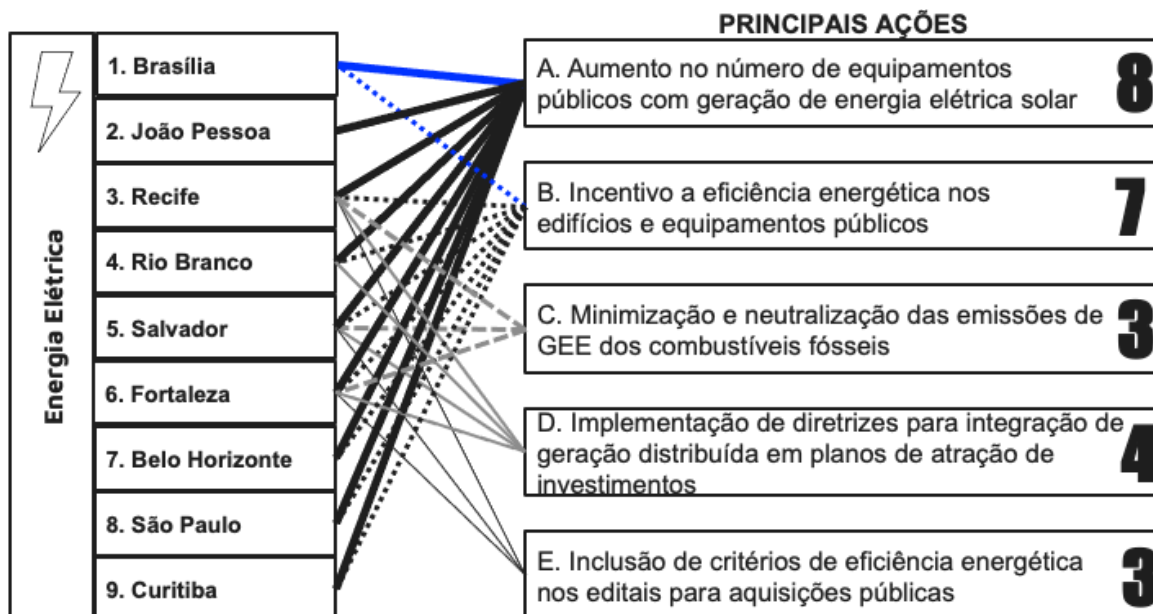 PRINCIPAIS AÇÕES
Energia Elétrica
1. Brasília
2. João Pessoa
3. Recife
4. Rio Branco
5. Salvador
6. Fortaleza
7. Belo Horizonte
8. São Paulo
9. Curitiba
A. Aumento no número de equipamentos
públicos com geração de energia elétrica solar
8
B. Incentivo a eficiência energética nos
edifícios e equipamentos públicos
7
C. Minimização e neutralização das emissões de
GEE dos combustíveis fósseis
3
D. Implementação de diretrizes para integração de
geração distribuída em planos de atração de
investimentos
4
E. Inclusão de critérios de eficiência energética
nos editais para aquisições públicas
3